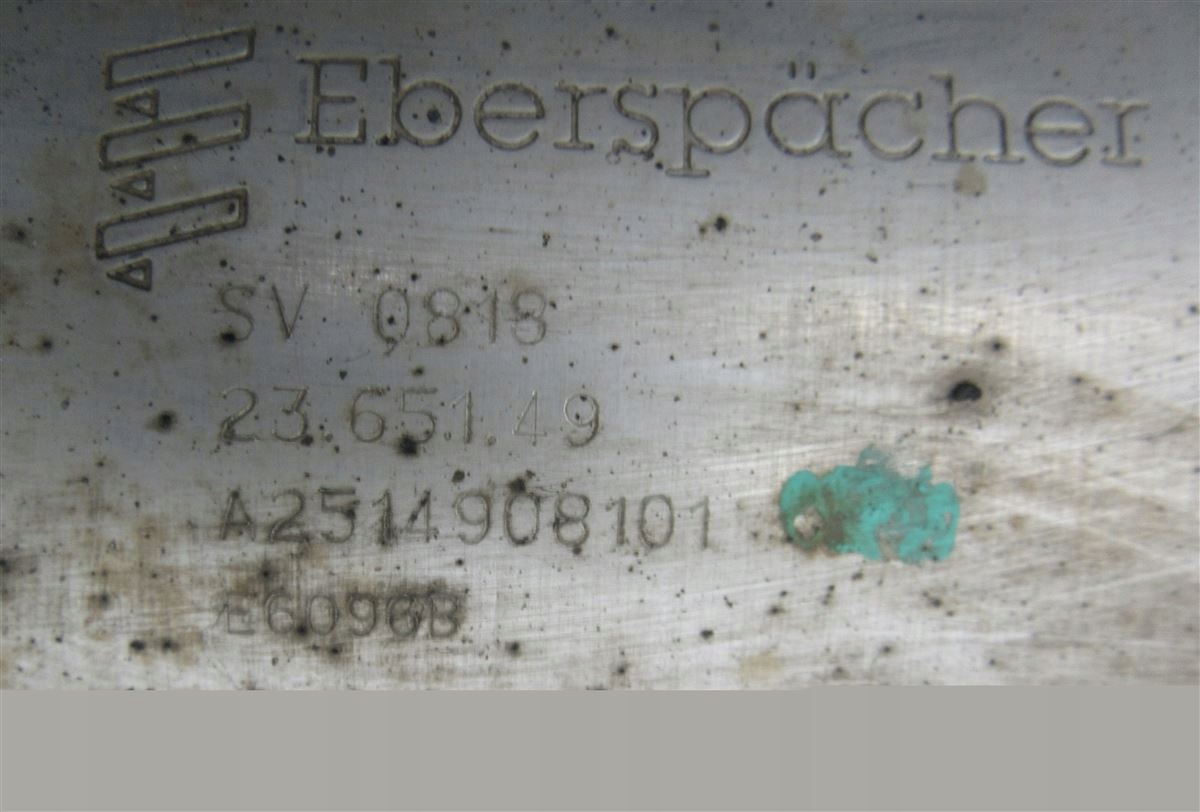 Eberspächer
SV 0818
23.651.49
A2514908101
E6096B